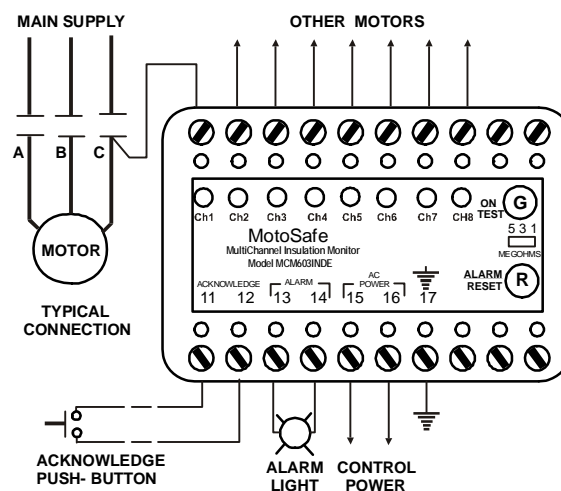 MAIN SUPPLY
OTHER MOTORS
A
B
C
MOTOR
TYPICAL
CONNECTION
Ch1 Ch2 Ch3 Ch4 Ch5 Ch6 Ch7 CH8
ON
TEST
G
5 3 1
MEGOHMS
ALARM
RESET
R
MotoSafe
MultiChannel Insulation Monitor
Model MCM603INDE
ACKNOWLEDGE
ALARM
AC
POWER
11 12 13 14 15 16 17
ACKNOWLEDGE
PUSH- BUTTON
ALARM
LIGHT
CONTROL
POWER